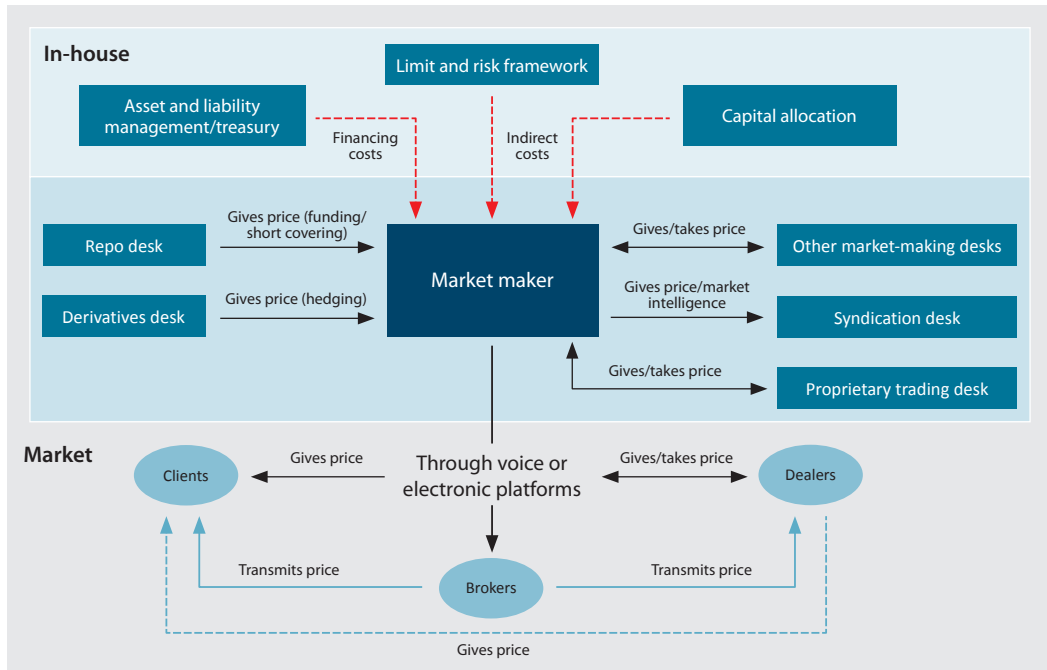 In-house
Limit and risk framework
Asset and liability
management/treasury
Capital allocation
Financing
costs
Indirect
costs
Gives price (funding/
short covering)
Repo desk
Gives/takes price
Other market-making desks
Market maker
Gives price (hedging)
Derivatives desk
Gives price/market
intelligence
Syndication desk
Gives/takes price
Proprietary trading desk
Market
Clients
Gives price
Through voice or
electronic platforms
Gives/takes price
Dealers
Transmits price
Brokers
Transmits price
Gives price